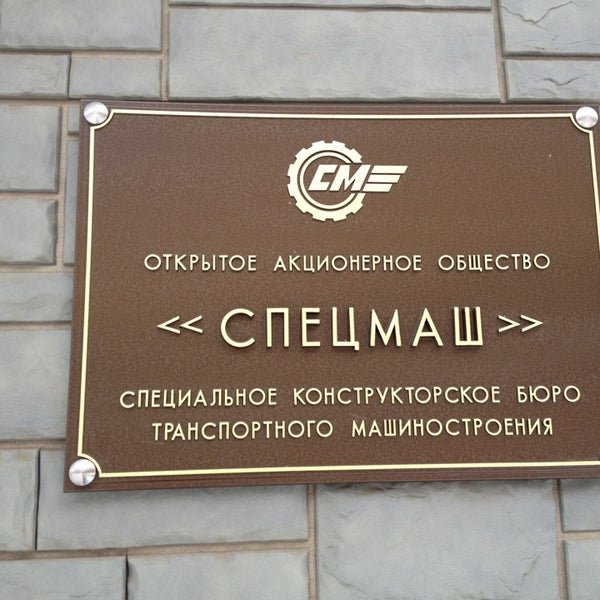 СМ
ОТКРЫТОЕ АКЦИОНЕРНОЕ ОБЩЕСТВО
<< СПЕЦМАШ >>
СПЕЦИАЛЬНОЕ КОНСТРУКТОРСКОЕ БЮРО
ТРАНСПОРТНОГО МАШИНОСТРОЕНИЯ